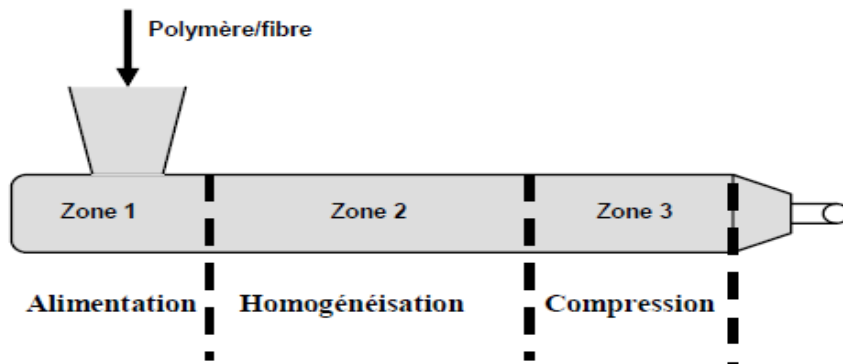 Polymère/fibre
Zone 1
Zone 2
Zone 3
Alimentation
Homogénéisation
Compression